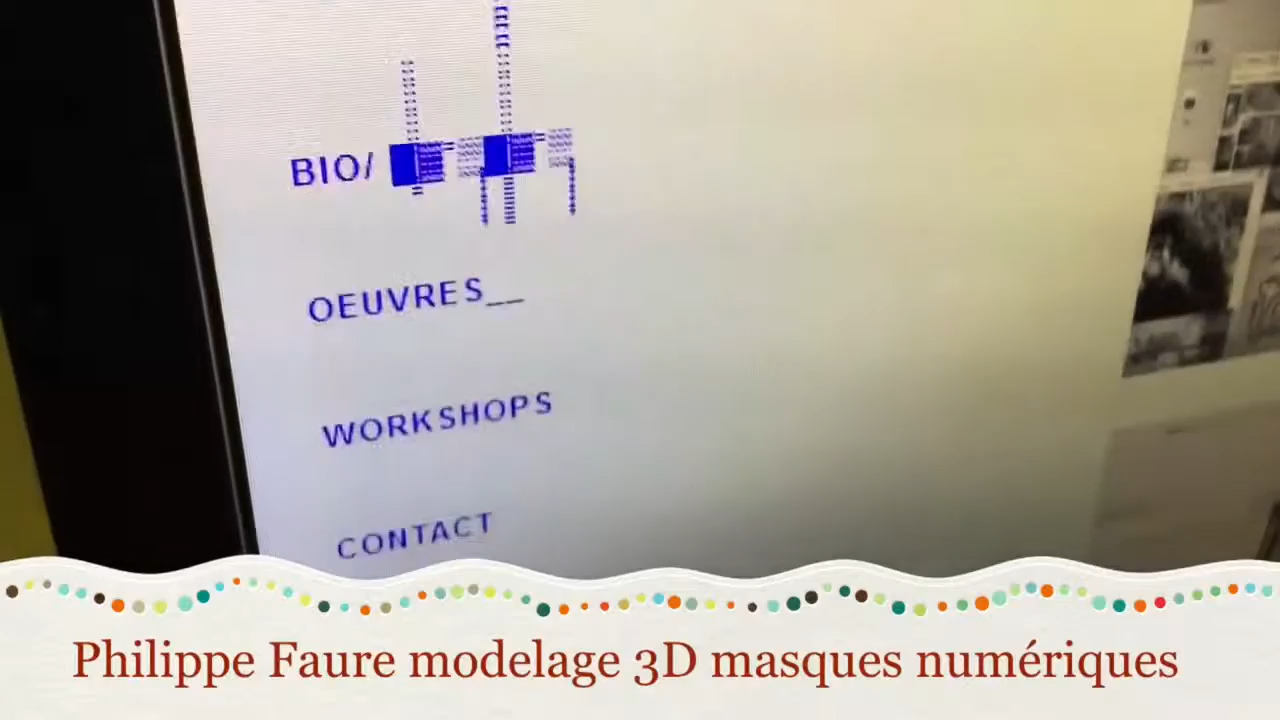 BIO/
OEUVRES__
WORKSHOPS
CONTACT
Philippe Faure modelage 3D masques numériques